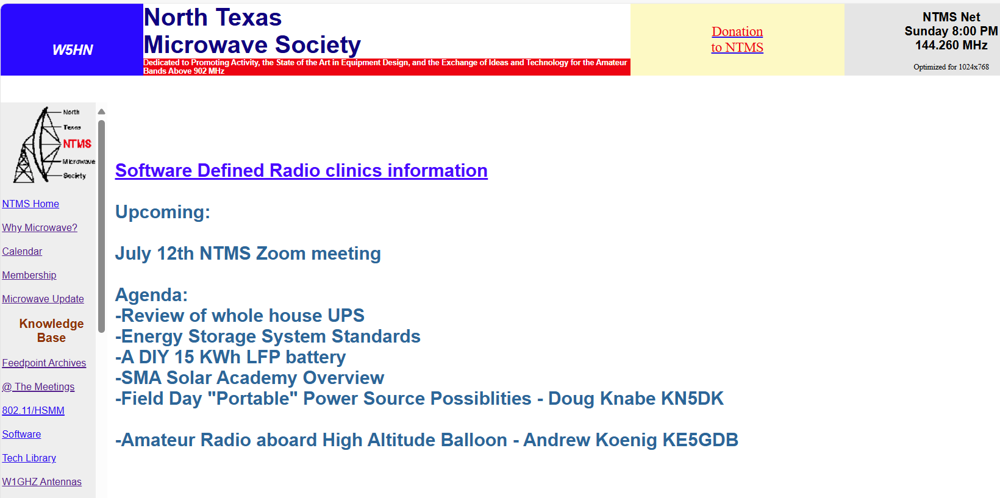 W5HN
North Texas
Microwave Society
Dedicated to Promoting Activity, the State of the Art in Equipment Design, and the Exchange of Ideas and Technology for the Amateur
Bands Above 902 MHz
Donation
to NTMS
NTMS Net
Sunday 8:00 PM
144.260 MHz
Optimized for 1024x768
North
Texas
NTMS
Microwave
Society
NTMS Home
Why Microwave?
Calendar
Membership
Microwave Update
Knowledge
Base
Feedpoint Archives
@ The Meetings
802.11/HSMM
Software
Tech Library
W1GHZ Antennas
Software Defined Radio clinics information
Upcoming:
July 12th NTMS Zoom meeting
Agenda:
-Review of whole house UPS
-Energy Storage System Standards
-A DIY 15 KWh LFP battery
-SMA Solar Academy Overview
-Field Day "Portable" Power Source Possiblities - Doug Knabe KN5DK
-Amateur Radio aboard High Altitude Balloon - Andrew Koenig KE5GDB